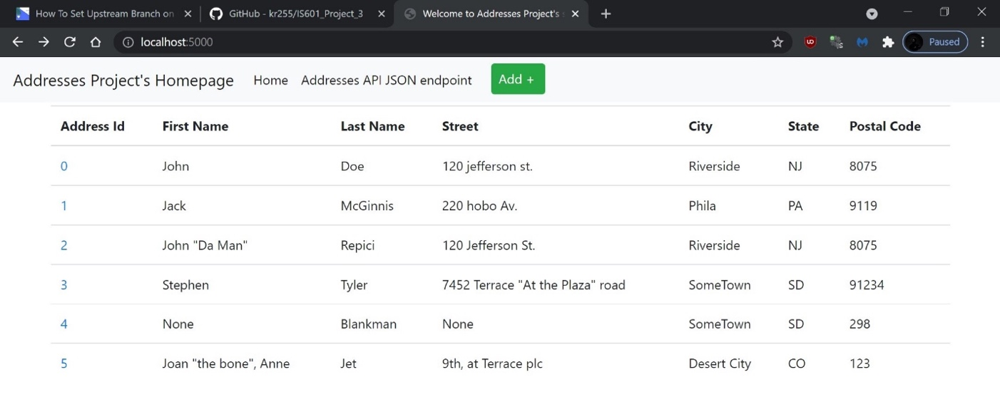 How To Set Upstream Branch on
GitHub - kr255/IS601_Project_3
Welcome to Addresses Project's
localhost:5000
Paused
Addresses Project's Homepage Home Addresses API JSON endpoint Add +
Address Id First Name Last Name Street City State Postal Code
0 John Doe 120 jefferson st. Riverside NJ 8075
1 Jack McGinnis 220 hobo Av. Phila PA 9119
2 John "Da Man" Repici 120 Jefferson St. Riverside NJ 8075
3 Stephen Tyler 7452 Terrace "At the Plaza" road SomeTown SD 91234
4 None Blankman None SomeTown SD 298
5 Joan "the bone", Anne Jet 9th, at Terrace plc Desert City CO 123